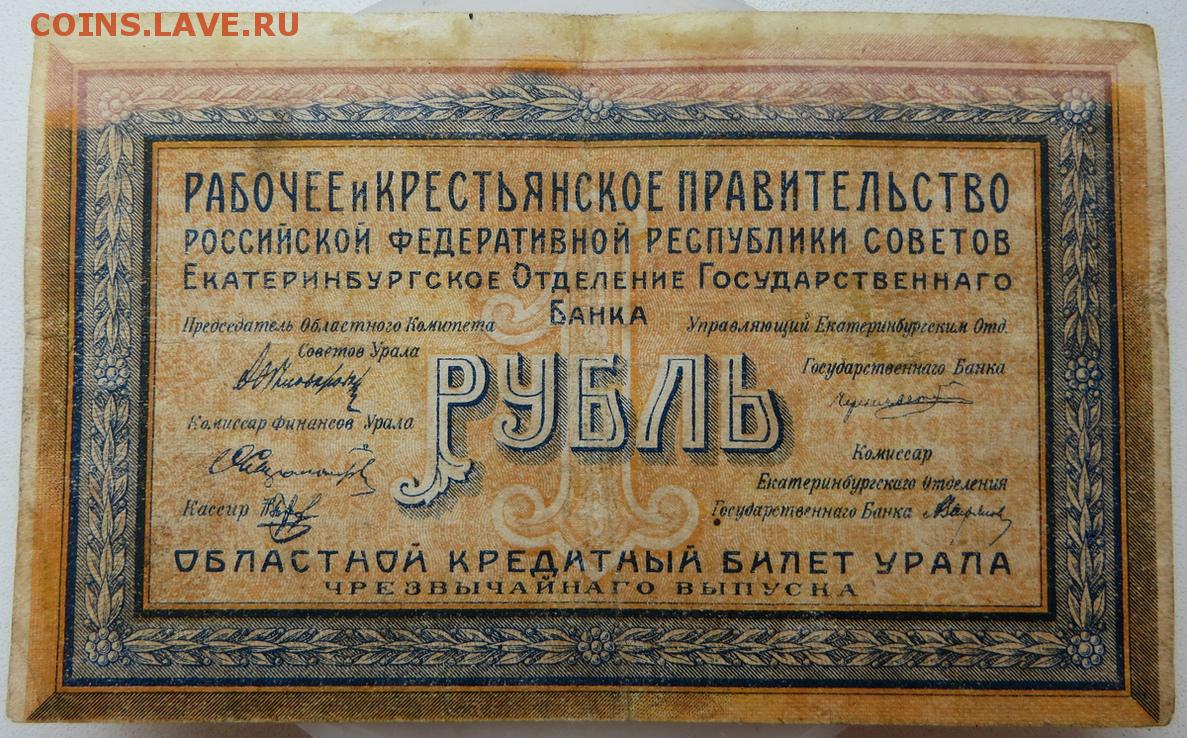 COINS.LAVE.RU
РАБОЧЕЕ и КРЕСТЬЯНСКОЕ ПРАВИТЕЛЬСТВО
РОССИЙСКОЙ ФЕДЕРАТИВНОЙ РЕСПУБЛИКИ СОВЕТОВ
ЕКАТЕРИНБУРГСКОЕ ОТДЕЛЕНИЕ ГОСУДАРСТВЕННАГО
БАНКА
Председатель Областного Комитета
Советов Урала
Управляющий Екатеринбургским Отд.
Государственнаго Банка
1 РУБЛЬ
Комиссар Финансов Урала
Комиссар
Екатеринбургскаго Отделения
Государственнаго Банка
Кассир
ОБЛАСТНОЙ КРЕДИТНЫЙ БИЛЕТ УРАЛА
ЧРЕЗВЫЧАЙНАГО ВЫПУСКА